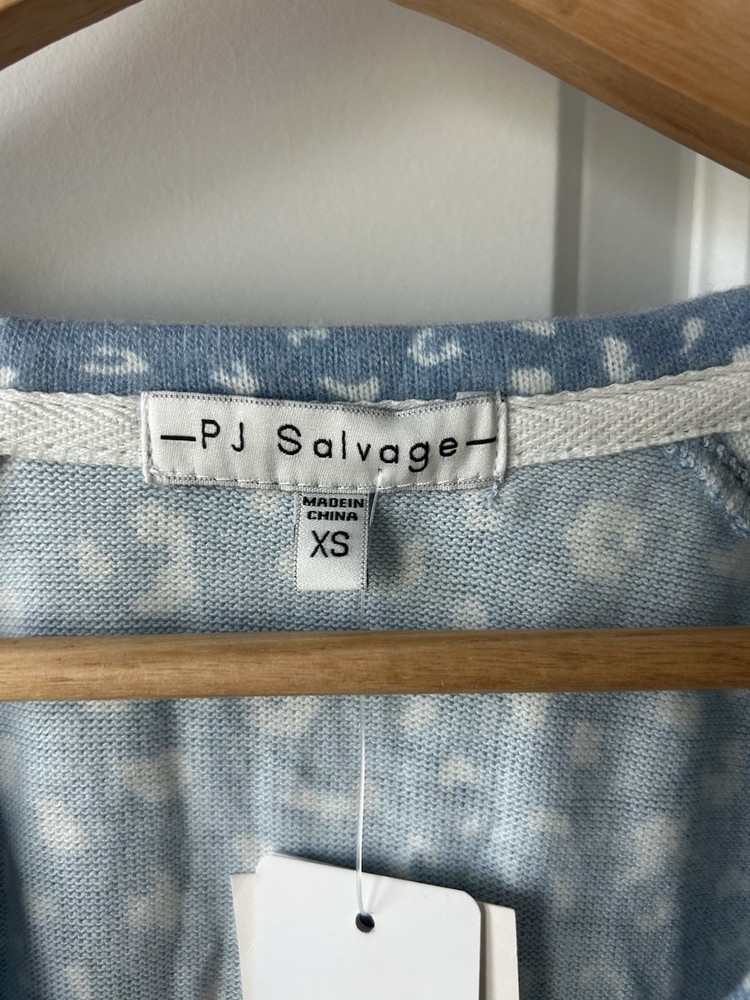 —PJ Salvage—
MADE IN
CHINA
XS